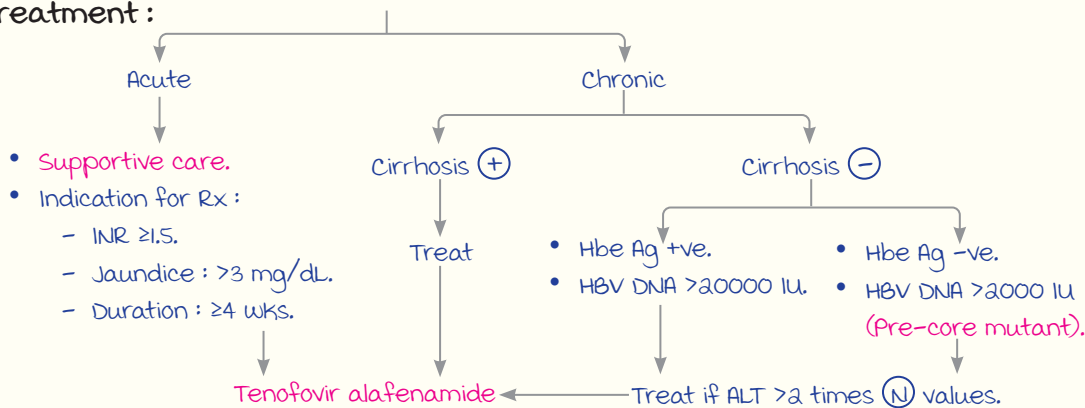 reatment :
Acute
Chronic
• Supportive care.
• Indication for Rx :
– INR ≥1.5.
– Jaundice : >3 mg/dL.
– Duration : ≥4 wks.
Cirrhosis +
Treat
Cirrhosis −
• Hbe Ag +ve.
• HBV DNA >20000 IU.
• Hbe Ag -ve.
• HBV DNA >2000 IU
(Pre-core mutant).
Tenofovir alafenamide
Treat if ALT >2 times N values.